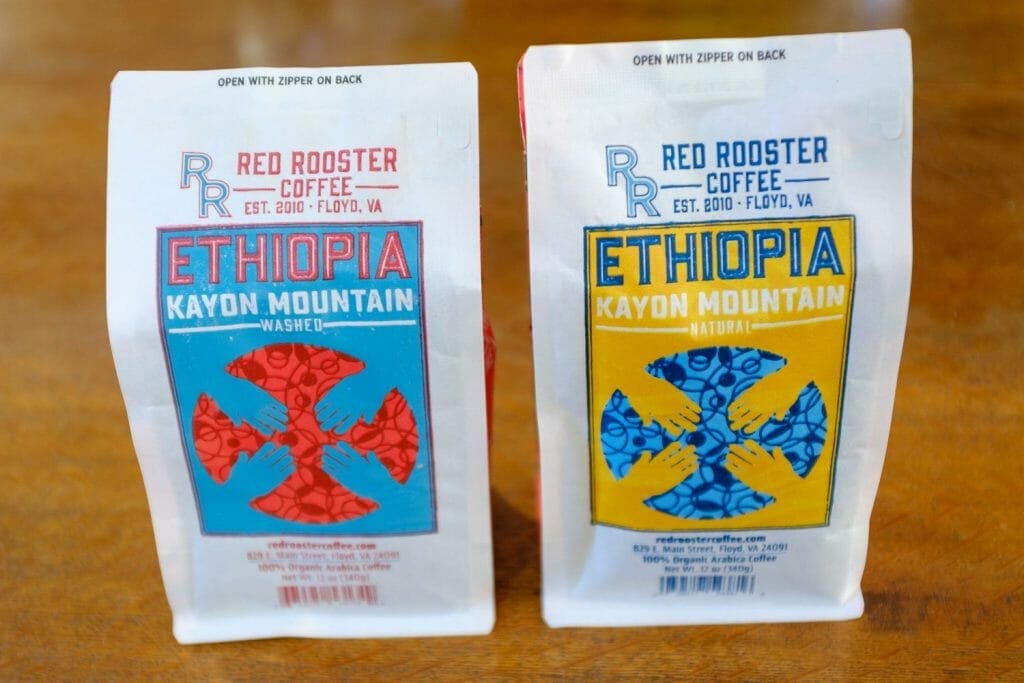 OPEN WITH ZIPPER ON BACK
RR
RED ROOSTER
COFFEE
EST. 2010 · FLOYD, VA
ETHIOPIA
KAYON MOUNTAIN
WASHED
redroostercoffee.com
829 E. Main Street, Floyd, VA 24091
100% Organic Arabica Coffee
Net Wt. 12 oz (340g)
OPEN WITH ZIPPER ON BACK
RR
RED ROOSTER
COFFEE
EST. 2010 · FLOYD, VA
ETHIOPIA
KAYON MOUNTAIN
NATURAL
redroostercoffee.com
829 E. Main Street, Floyd, VA 24091
100% Organic Arabica Coffee
Net Wt. 12 oz (340g)